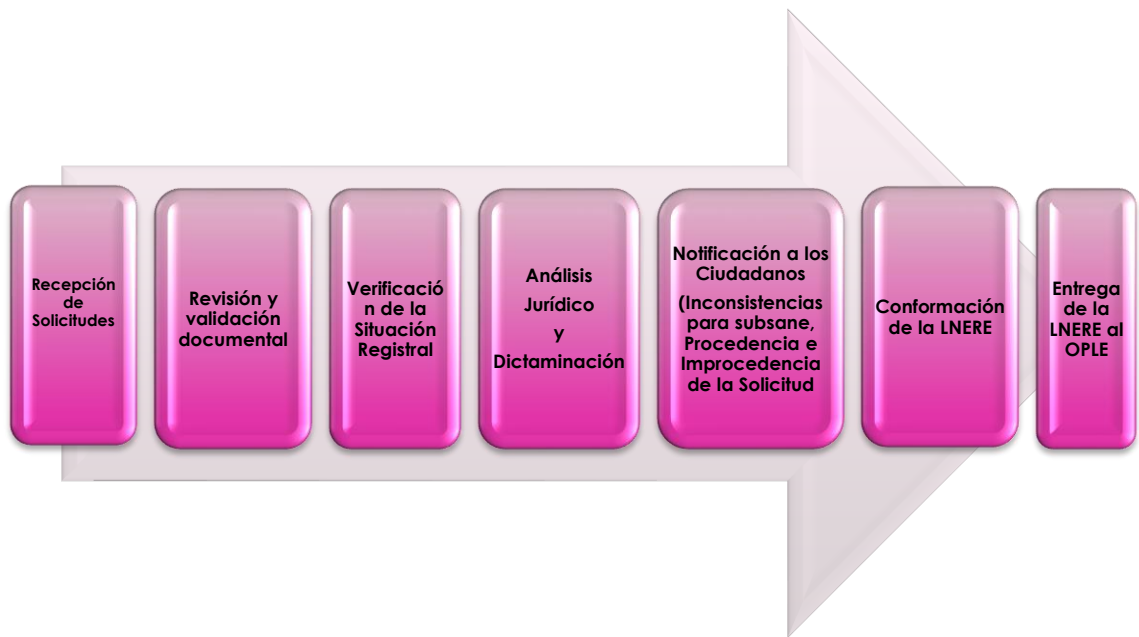 Recepción
de
Solicitudes
Revisión y
validación
documental
Verificació
n de la
Situación
Registral
Análisis
Jurídico
y
Dictaminación
Notificación a los
Ciudadanos
(Inconsistencias
para subsane,
Procedencia e
Improcedencia
de la Solicitud
Conformación
de la LNERE
Entrega
de la
LNERE al
OPLE